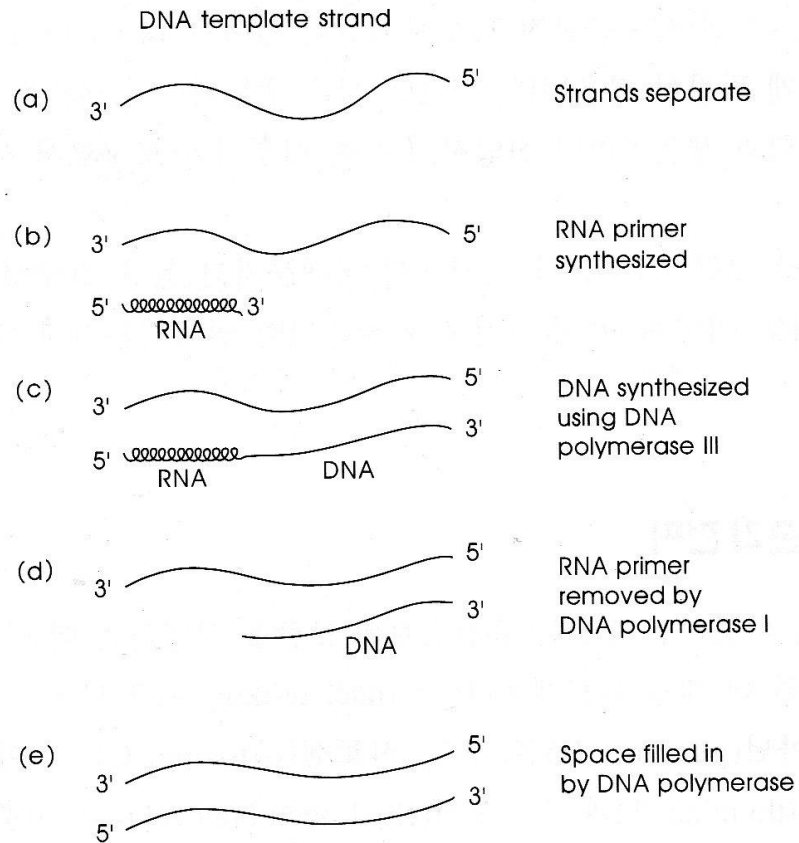 DNA template strand
(a) 3' 5' Strands separate
(b) 3' 5' RNA primer
synthesized
5' 3'
RNA
(c) 3' 5' DNA synthesized
using DNA
polymerase III
5' 3'
RNA DNA
(d) 3' 5' RNA primer
removed by
DNA polymerase I
3'
DNA
(e) 3' 5' Space filled in
by DNA polymerase
5' 3'